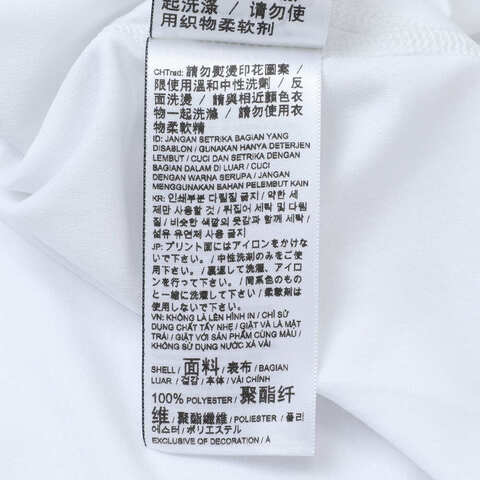 起洗涤 / 请勿使
用织物柔软剂
CHTrad: 請勿熨燙印花圖案 /
限使用溫和中性洗劑 / 反
面洗燙 / 請與相近顏色衣
物一起洗滌 / 請勿使用衣
物柔軟精
ID: JANGAN SETRIKA BAGIAN YANG
DISABLON / GUNAKAN HANYA DETERJEN
LEMBUT / CUCI DAN SETRIKA DENGAN
BAGIAN DALAM DI LUAR / CUCI
DENGAN WARNA SERUPA / JANGAN
MENGGUNAKAN BAHAN PELEMBUT KAIN
KR: 인쇄부분 다림질 금지 / 약한 세
제만 사용할 것 / 뒤집어 세탁 및 다림
질 / 비슷한 색깔의 옷감과 함께 세탁 /
섬유 유연제 사용 금지
JP: プリント面にはアイロンをかけな
いで下さい。 / 中性洗剤のみをご使
用下さい。 / 裏返して洗濯、アイロ
ンを行って下さい。 / 同系色のもの
と一緒に洗濯して下さい。 / 柔軟剤は
使用しないで下さい。
VN: KHÔNG LÀ LÊN HÌNH IN / CHỈ SỬ
DỤNG CHẤT TẨY NHẸ / GIẶT VÀ LÀ MẶT
TRÁI / GIẶT VỚI SẢN PHẨM CÙNG MÀU /
KHÔNG SỬ DỤNG NƯỚC XẢ VẢI
SHELL / 面料 / 表布 / BAGIAN
LUAR / 겉감 / 本体 / VẢI CHÍNH
100% POLYESTER / 聚酯纤
维 / 聚酯纖維 / POLIESTER / 폴리
에스터 / ポリエステル
EXCLUSIVE OF DECORATION / À